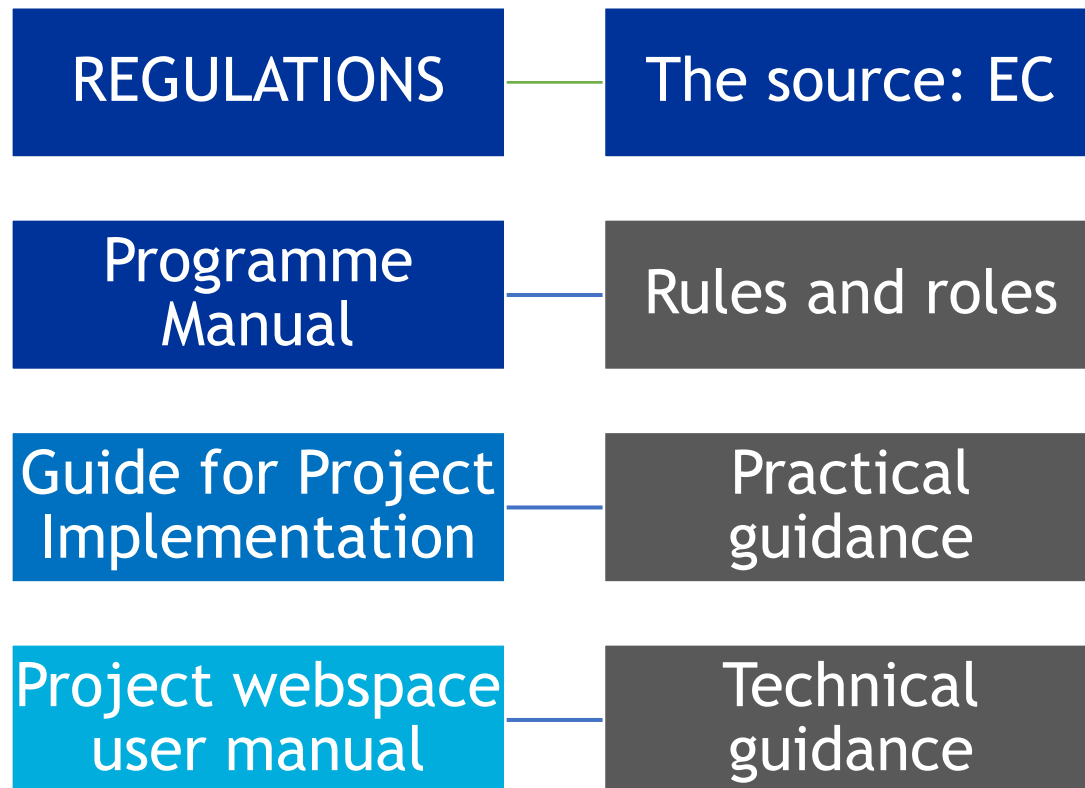 REGULATIONS
The source: EC
Programme
Manual
Rules and roles
Guide for Project
Implementation
Practical
guidance
Project webspace
user manual
Technical
guidance